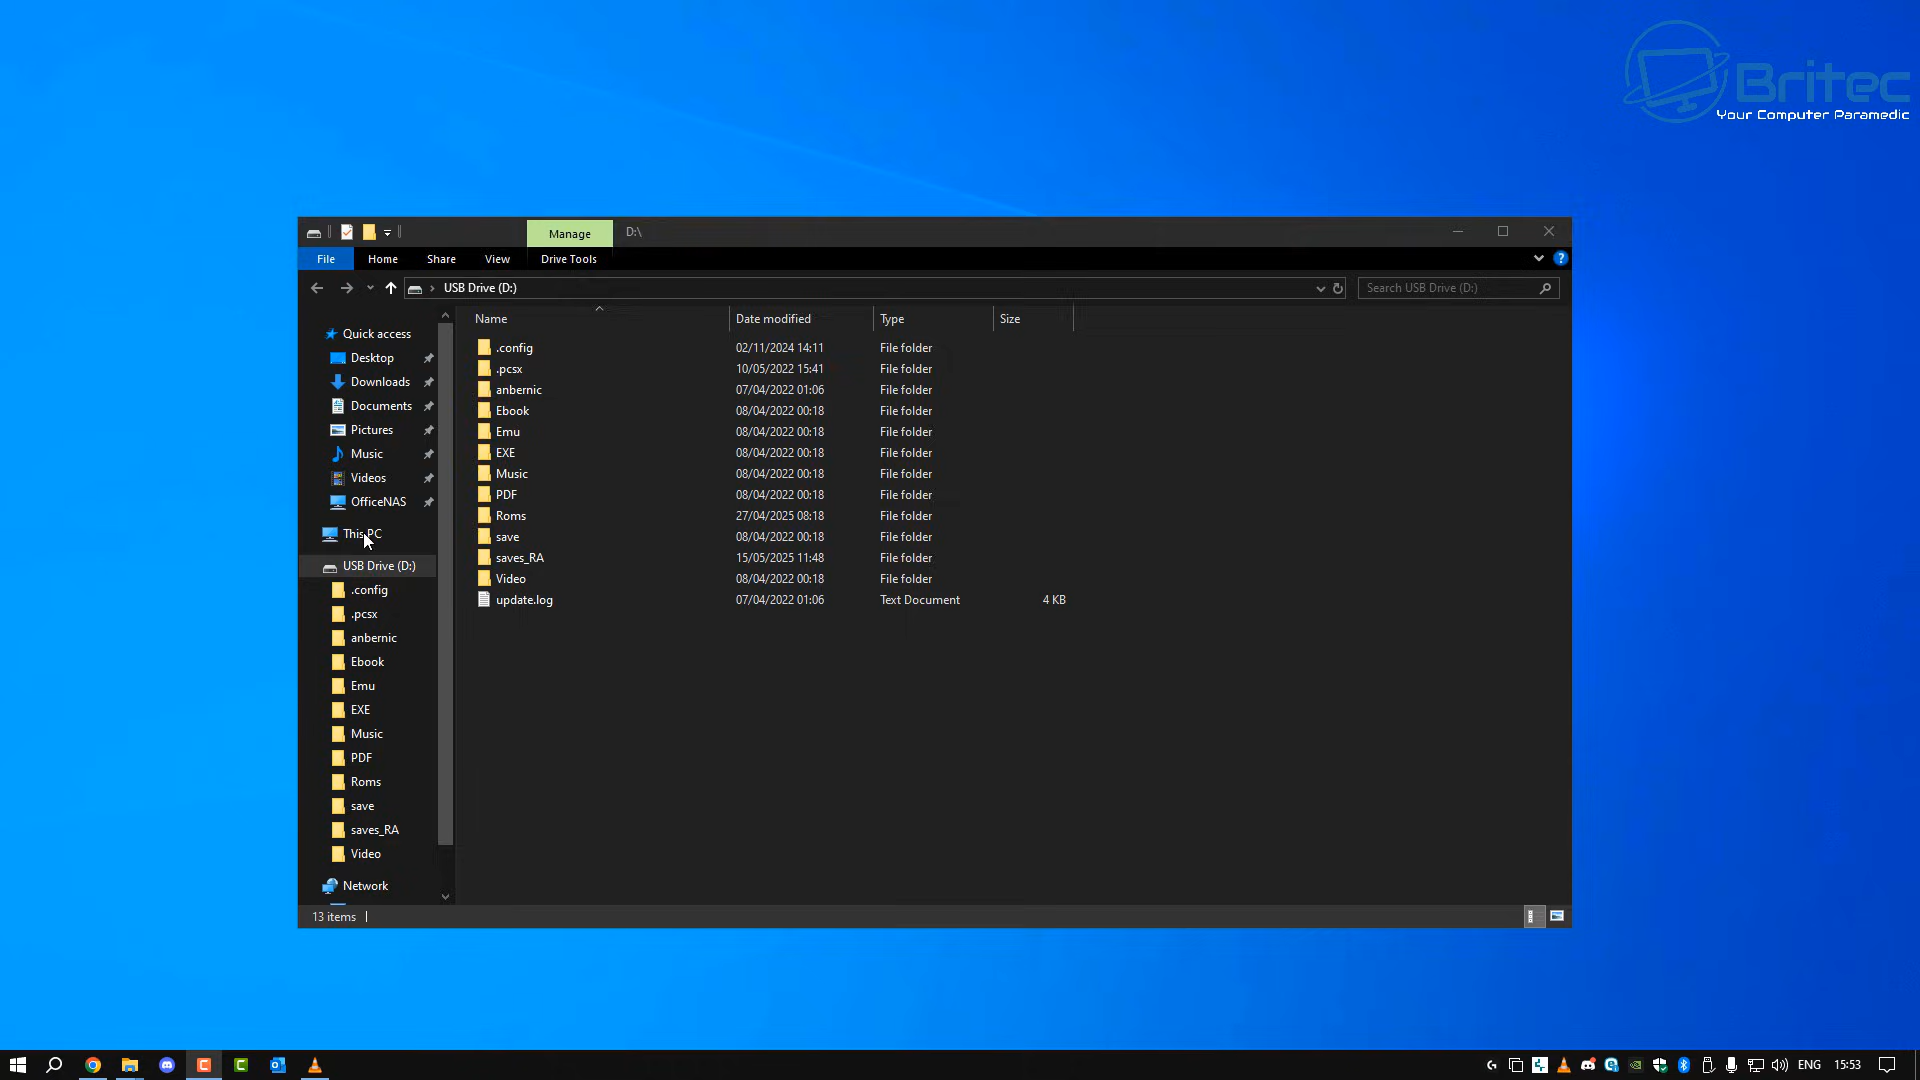 Britec
Your Computer Paramedic
Manage
D:\
File
Home
Share
View
Drive Tools
?
USB Drive (D:)
Search USB Drive (D:)
Quick access
Desktop
Downloads
Documents
Pictures
Music
Videos
OfficeNAS
This PC
USB Drive (D:)
.config
.pcsx
anbernic
Ebook
Emu
EXE
Music
PDF
Roms
save
saves_RA
Video
Network
Name Date modified Type Size
.config 02/11/2024 14:11 File folder
.pcsx 10/05/2022 15:41 File folder
anbernic 07/04/2022 01:06 File folder
Ebook 08/04/2022 00:18 File folder
Emu 08/04/2022 00:18 File folder
EXE 08/04/2022 00:18 File folder
Music 08/04/2022 00:18 File folder
PDF 08/04/2022 00:18 File folder
Roms 27/04/2025 08:18 File folder
save 08/04/2022 00:18 File folder
saves_RA 15/05/2025 11:48 File folder
Video 08/04/2022 00:18 File folder
update.log 07/04/2022 01:06 Text Document 4 KB
13 items
ENG
15:53